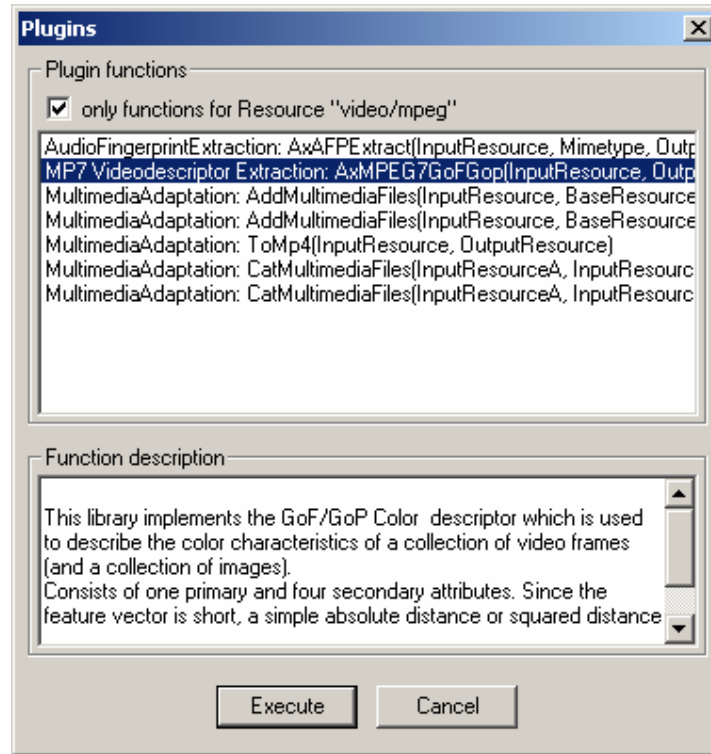 Plugins
Plugin functions
only functions for Resource "video/mpeg"
AudioFingerprintExtraction: AxAFPExtract(InputResource, Mimetype, Outp
MP7 Videodescriptor Extraction: AxMPEG7GoFGop(InputResource, Outp
MultimediaAdaptation: AddMultimediaFiles(InputResource, BaseResource
MultimediaAdaptation: AddMultimediaFiles(InputResource, BaseResource
MultimediaAdaptation: ToMp4(InputResource, OutputResource)
MultimediaAdaptation: CatMultimediaFiles(InputResourceA, InputResourc
MultimediaAdaptation: CatMultimediaFiles(InputResourceA, InputResourc
Function description
This library implements the GoF/GoP Color descriptor which is used
to describe the color characteristics of a collection of video frames
(and a collection of images).
Consists of one primary and four secondary attributes. Since the
feature vector is short, a simple absolute distance or squared distance
Execute
Cancel